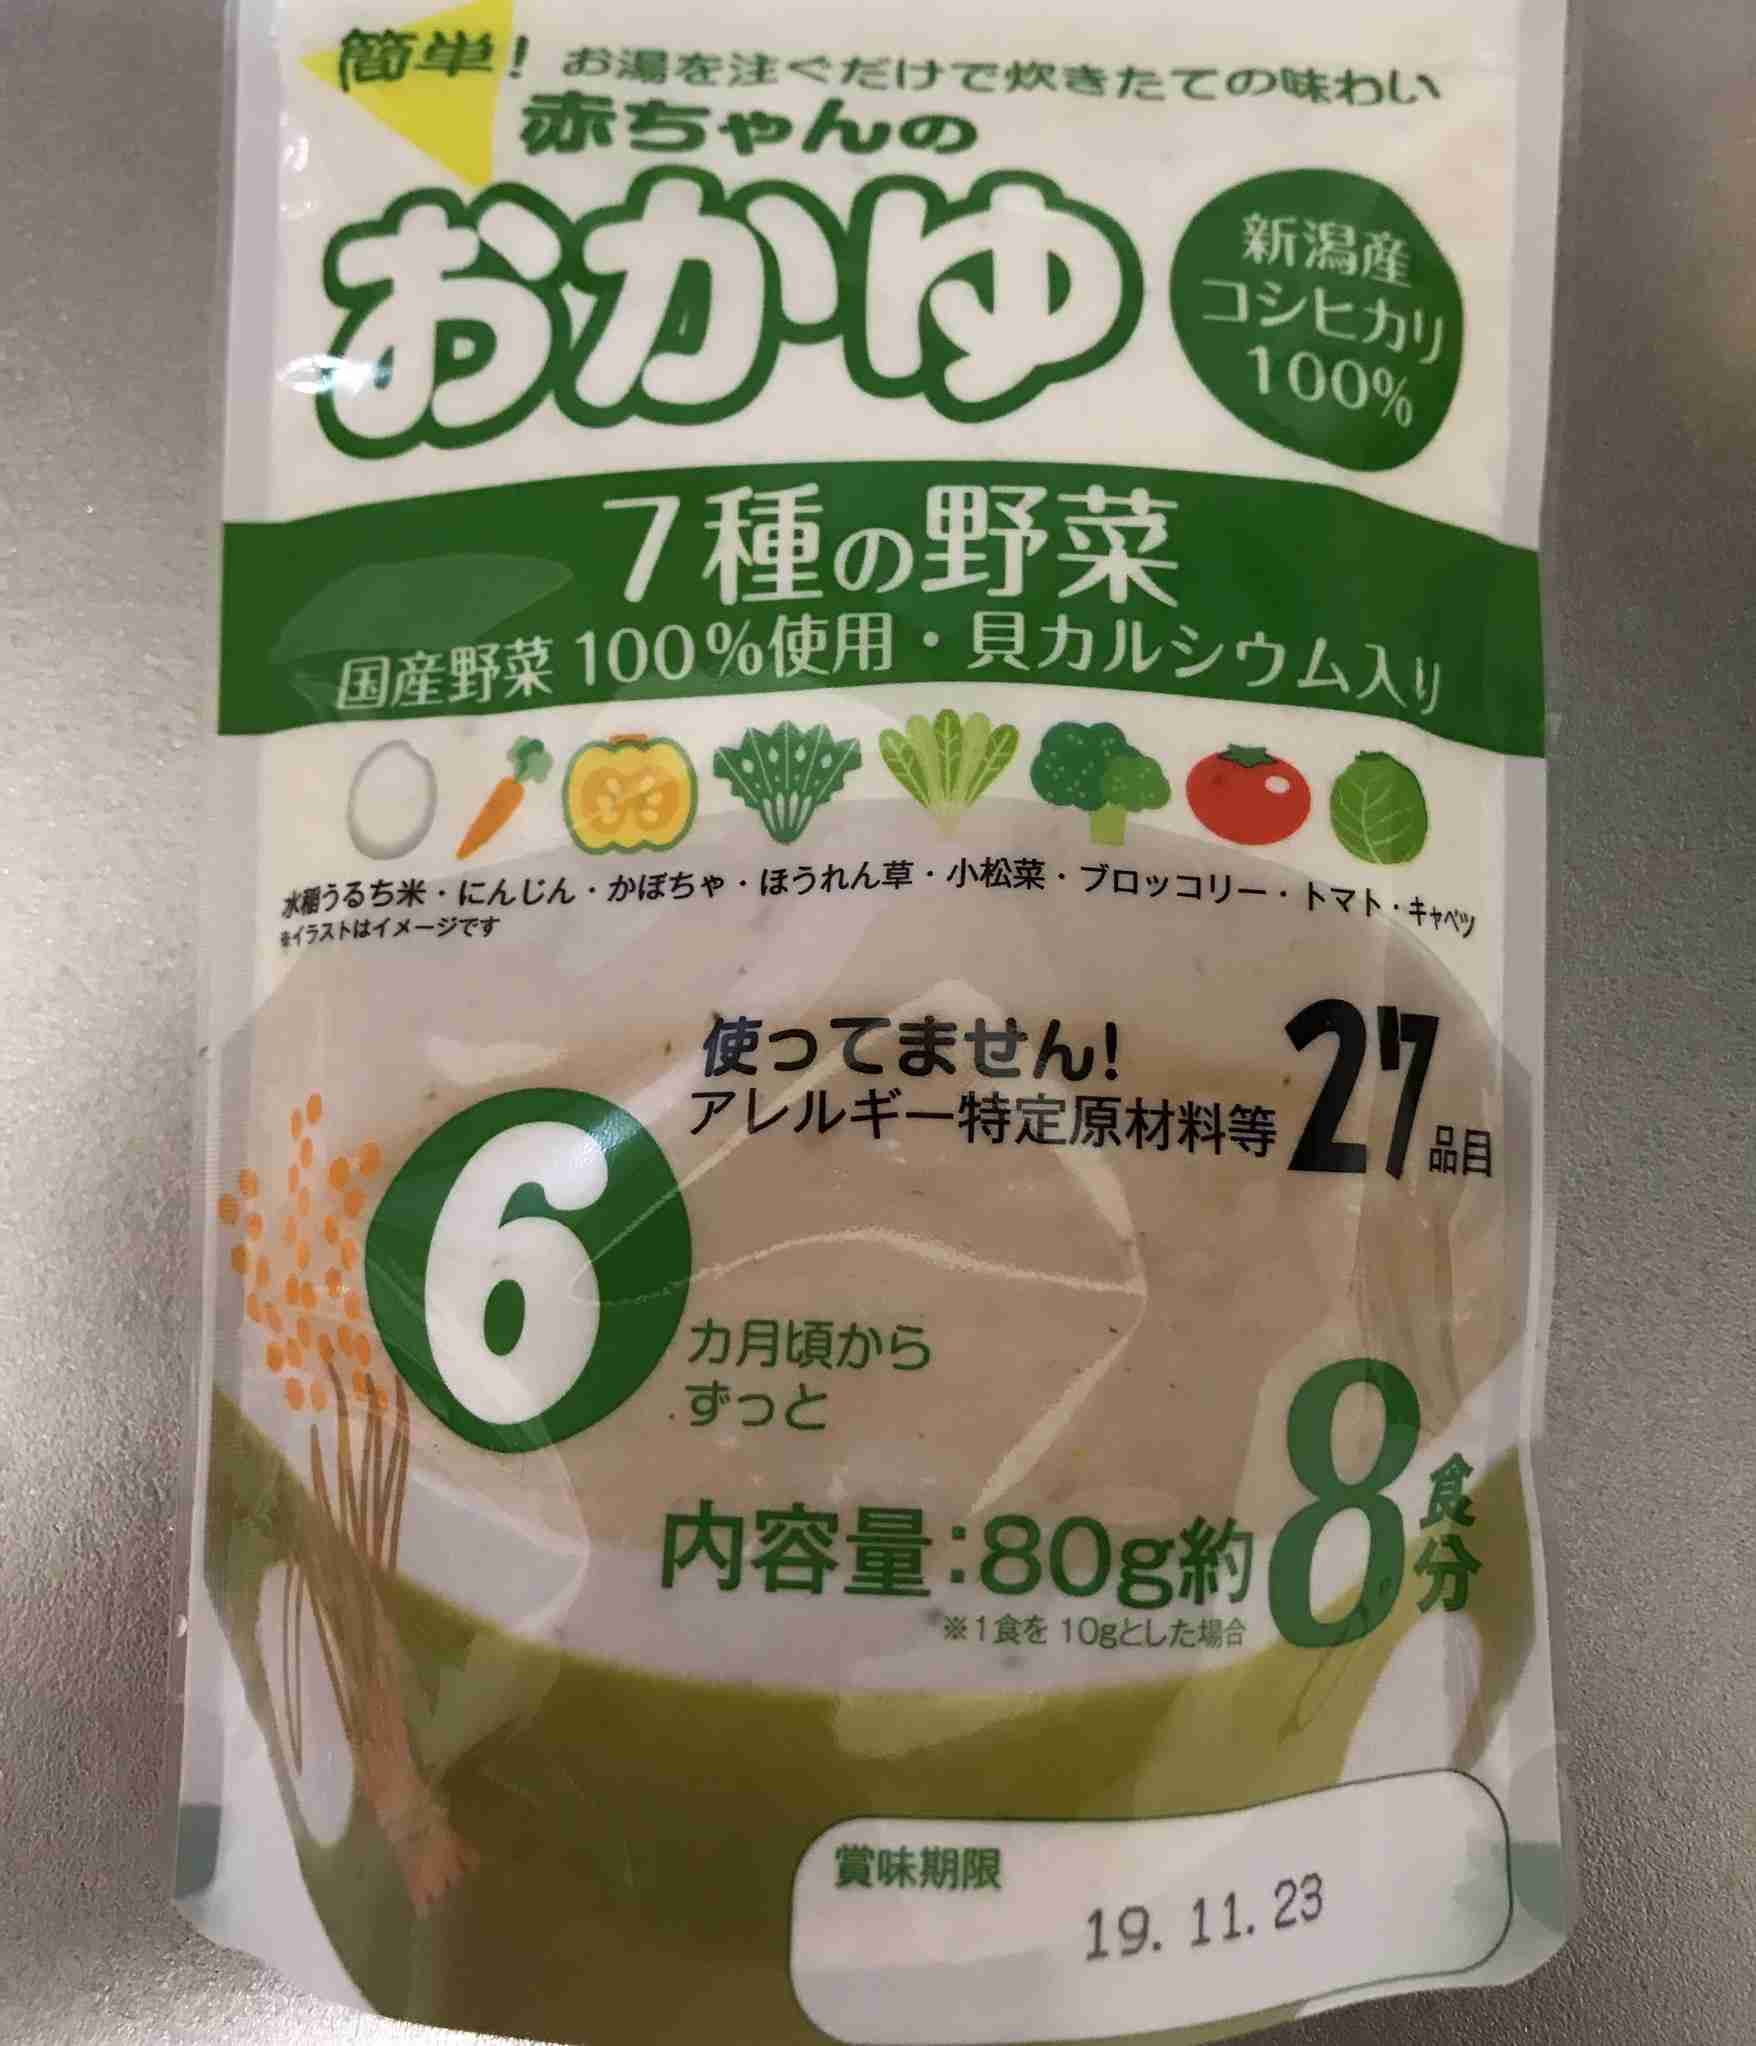 簡単！お湯を注ぐだけで炊きたての味わい
赤ちゃんの
おかゆ
新潟産
コシヒカリ
100%
7種の野菜
国産野菜100%使用・貝カルシウム入り
水稲うるち米・にんじん・かぼちゃ・ほうれん草・小松菜・ブロッコリー・トマト・キャベツ
※イラストはイメージです
使ってません!
アレルギー特定原材料等27品目
6カ月頃から
ずっと
内容量:80g約8食分
※1食を10gとした場合
賞味期限
19.11.23